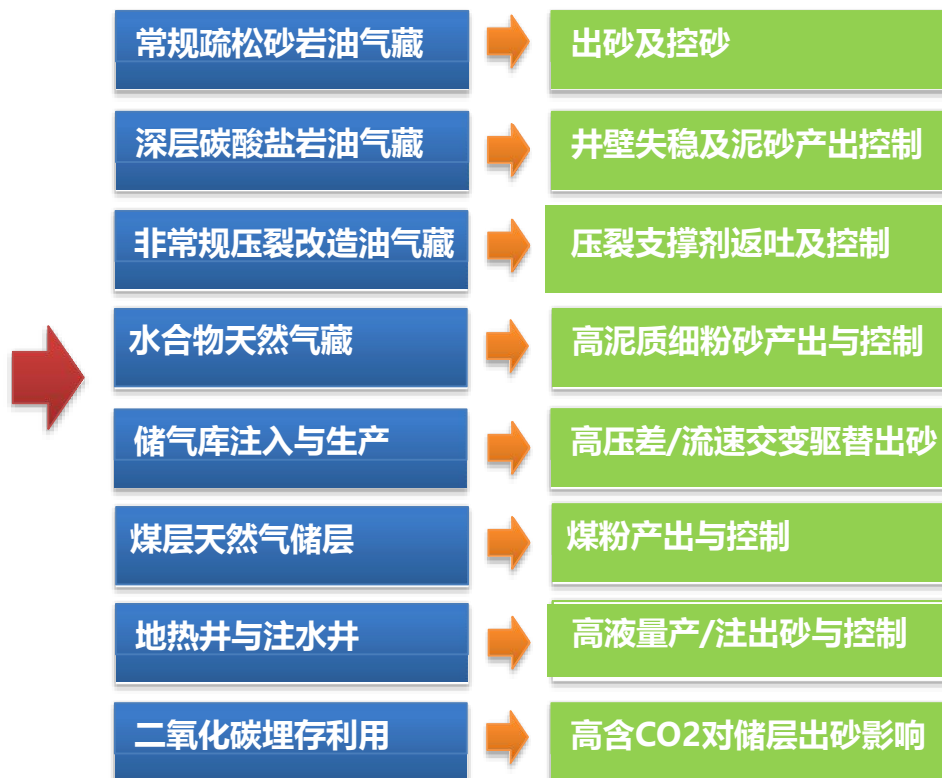 常规疏松砂岩油气藏
出砂及控砂
深层碳酸盐岩油气藏
井壁失稳及泥砂产出控制
非常规压裂改造油气藏
压裂支撑剂返吐及控制
水合物天然气藏
高泥质细粉砂产出与控制
储气库注入与生产
高压差/流速交变驱替出砂
煤层天然气储层
煤粉产出与控制
地热井与注水井
高液量产/注出砂与控制
二氧化碳埋存利用
高含CO2对储层出砂影响